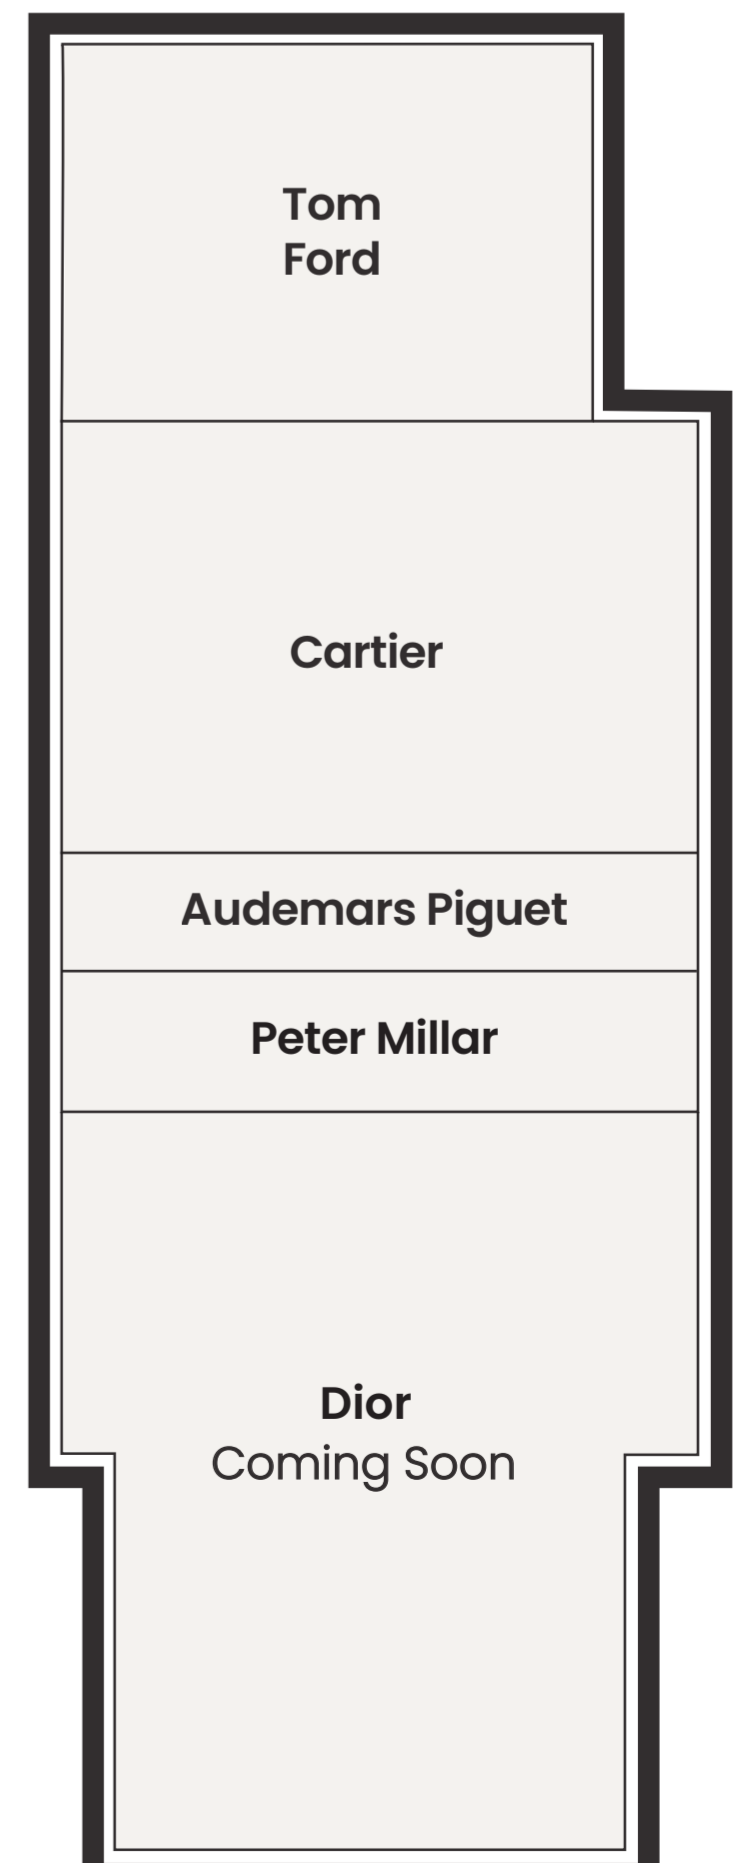 Tom
Ford
Cartier
Audemars Piguet
Peter Millar
Dior
Coming Soon